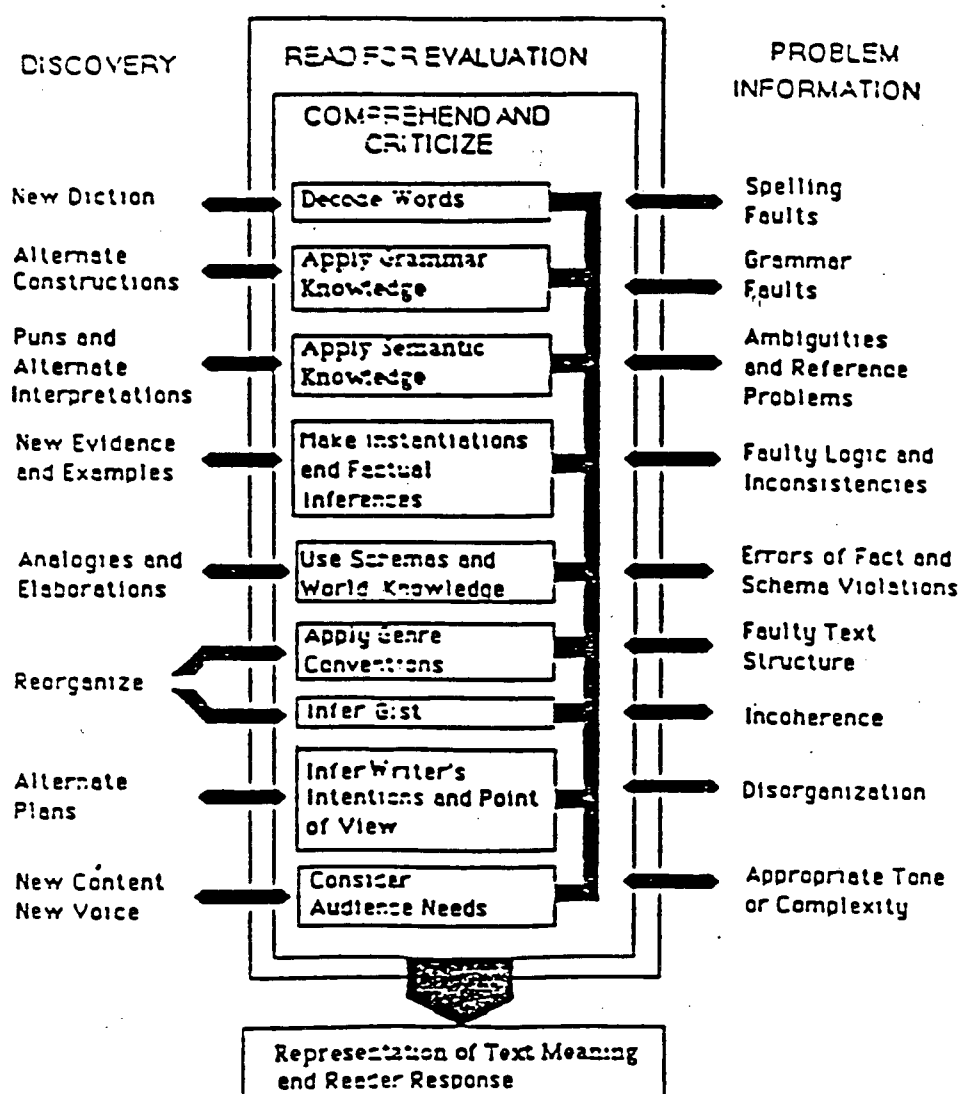 DISCOVERY
New Diction
Alternate
Constructions
Puns and
Alternate
Interpretations
New Evidence
and Examples
Analogies and
Elaborations
Reorganize
Alternate
Plans
New Content
New Voice
READ FOR EVALUATION
COMPREHEND AND
CRITICIZE
Decode Words
Apply Grammar
Knowledge
Apply Semantic
Knowledge
Make Instantiations
and Factual
Inferences
Use Schemas and
World Knowledge
Apply Genre
Conventions
Infer Gist
Infer Writer's
Intentions and Point
of View
Consider
Audience Needs
PROBLEM
INFORMATION
Spelling
Faults
Grammar
Faults
Ambiguities
and Reference
Problems
Faulty Logic and
Inconsistencies
Errors of Fact and
Schema Violations
Faulty Text
Structure
Incoherence
Disorganization
Appropriate Tone
or Complexity
Representation of Text Meaning
and Reader Response